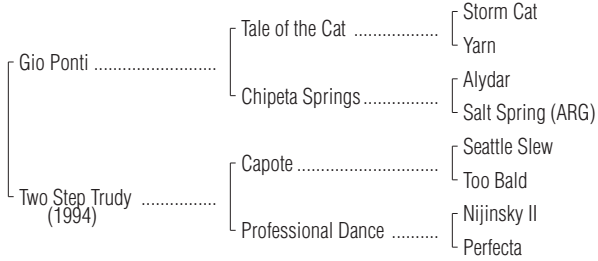 Storm Cat
Tale of the Cat ..................
Yarn
Gio Ponti ..........................
Alydar
Chipeta Springs................
Salt Spring (ARG)
Seattle Slew
Capote ..............................
Too Bald
Two Step Trudy ................
(1994)
Nijinsky II
Professional Dance ..........
Perfecta